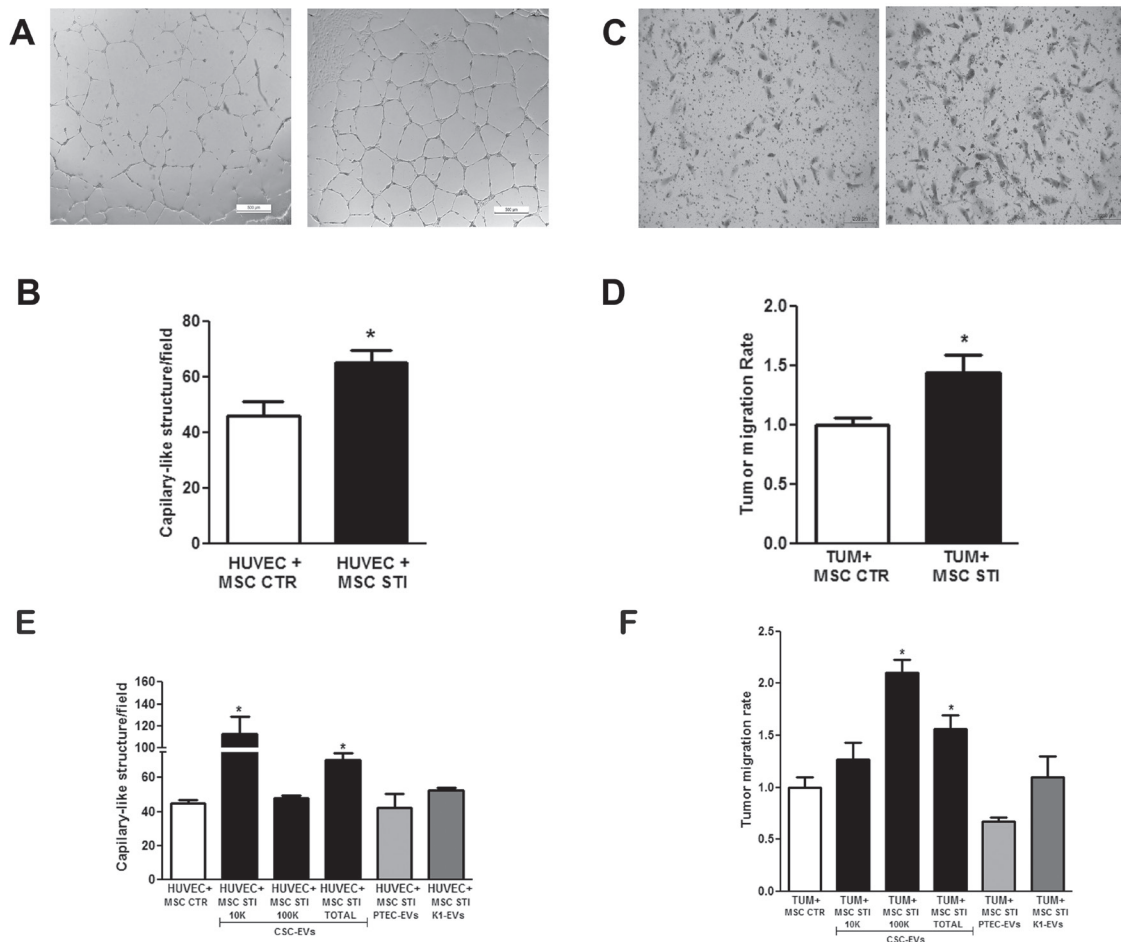 A
C
500 µm
B
Capilary-like structure/field
80
60
40
20
0
*
HUVEC +
MSC CTR
HUVEC +
MSC STI
D
Tumor migration Rate
2.0
1.5
1.0
0.5
0.0
*
TUM+
MSC CTR
TUM+
MSC STI
E
Capilary-like structure/field
160
140
120
100
60
40
20
0
*
*
HUVEC+
MSC CTR
HUVEC+
MSC STI
10K
HUVEC+
MSC STI
100K
HUVEC+
MSC STI
TOTAL
HUVEC+
MSC STI
PTEC-EVs
HUVEC+
MSC STI
K1-EVs
CSC-EVs
F
Tumor migration rate
2.5
2.0
1.5
1.0
0.5
0.0
*
*
TUM+
MSC CTR
TUM+
MSC STI
10K
TUM+
MSC STI
100K
TUM+
MSC STI
TOTAL
TUM+
MSC STI
PTEC-EVs
TUM+
MSC STI
K1-EVs
CSC-EVs